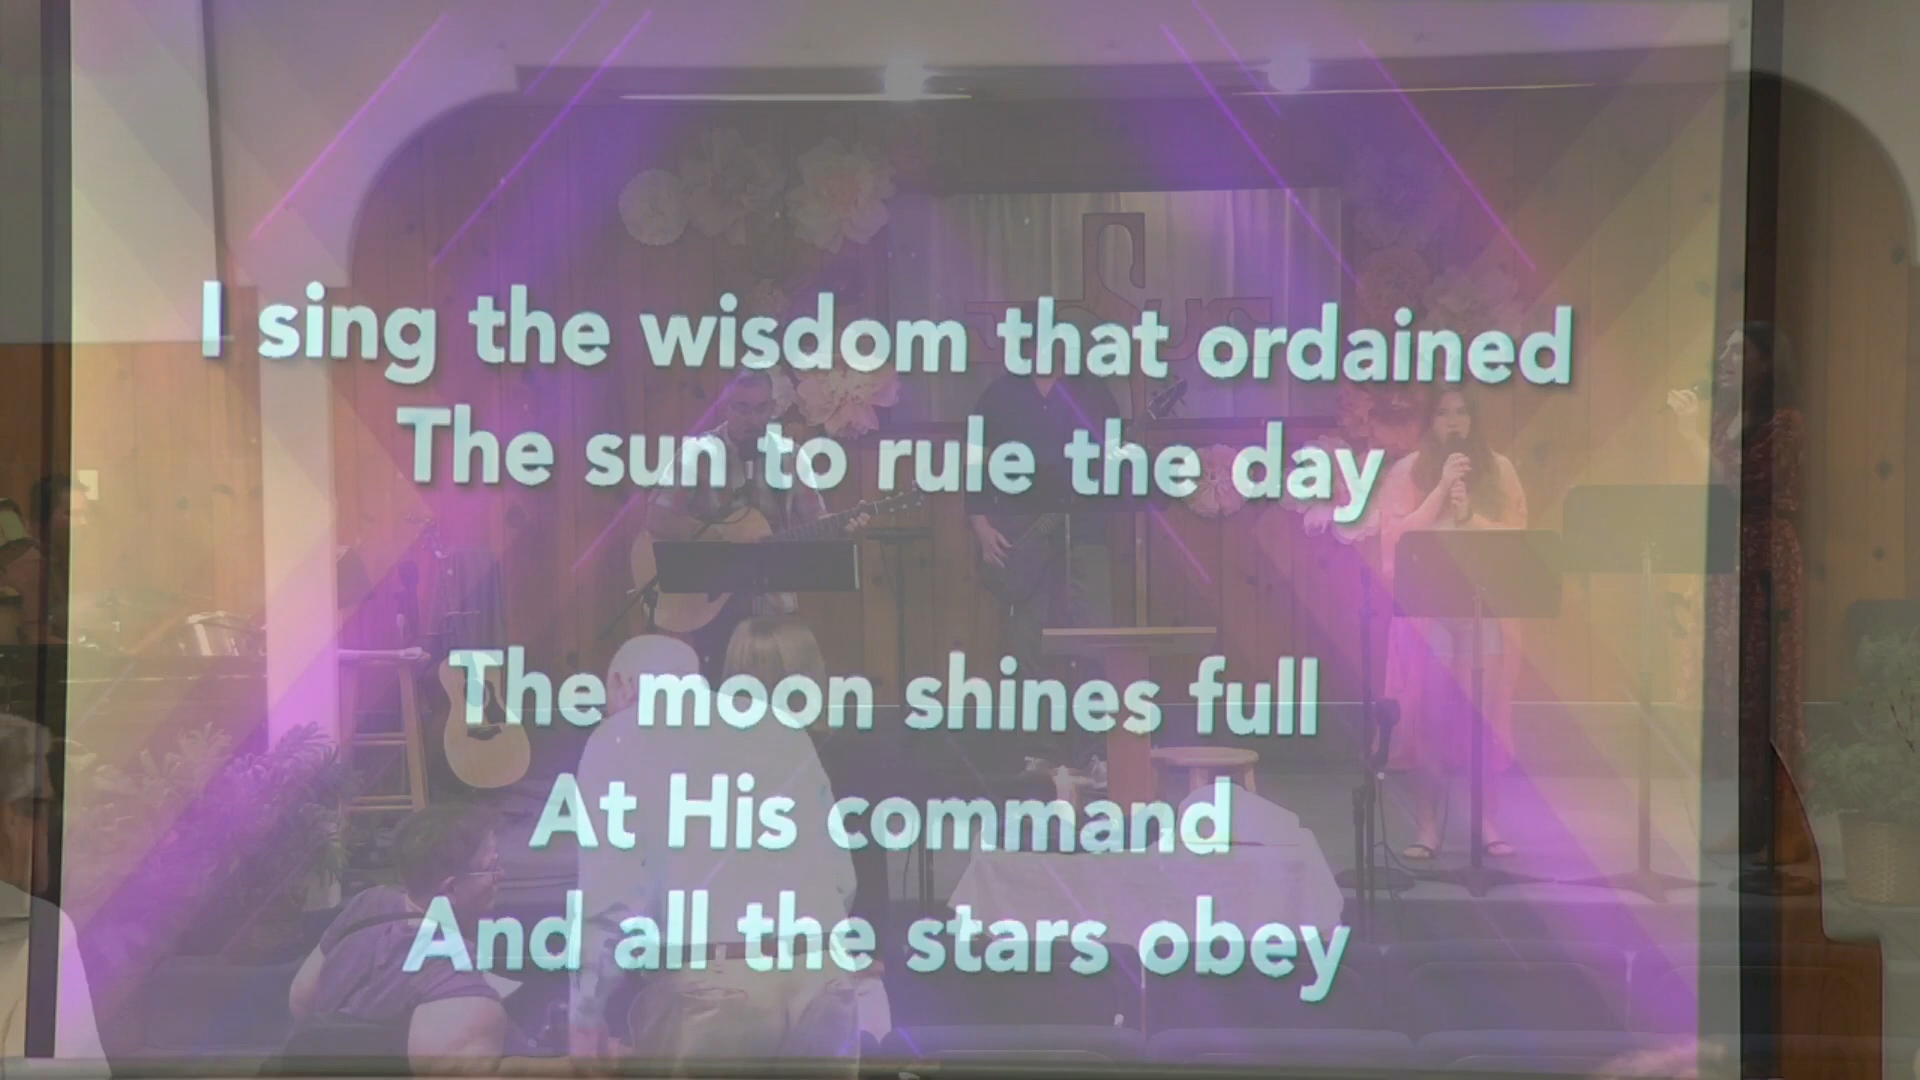 I sing the wisdom that ordained
The sun to rule the day
The moon shines full
At His command
And all the stars obey